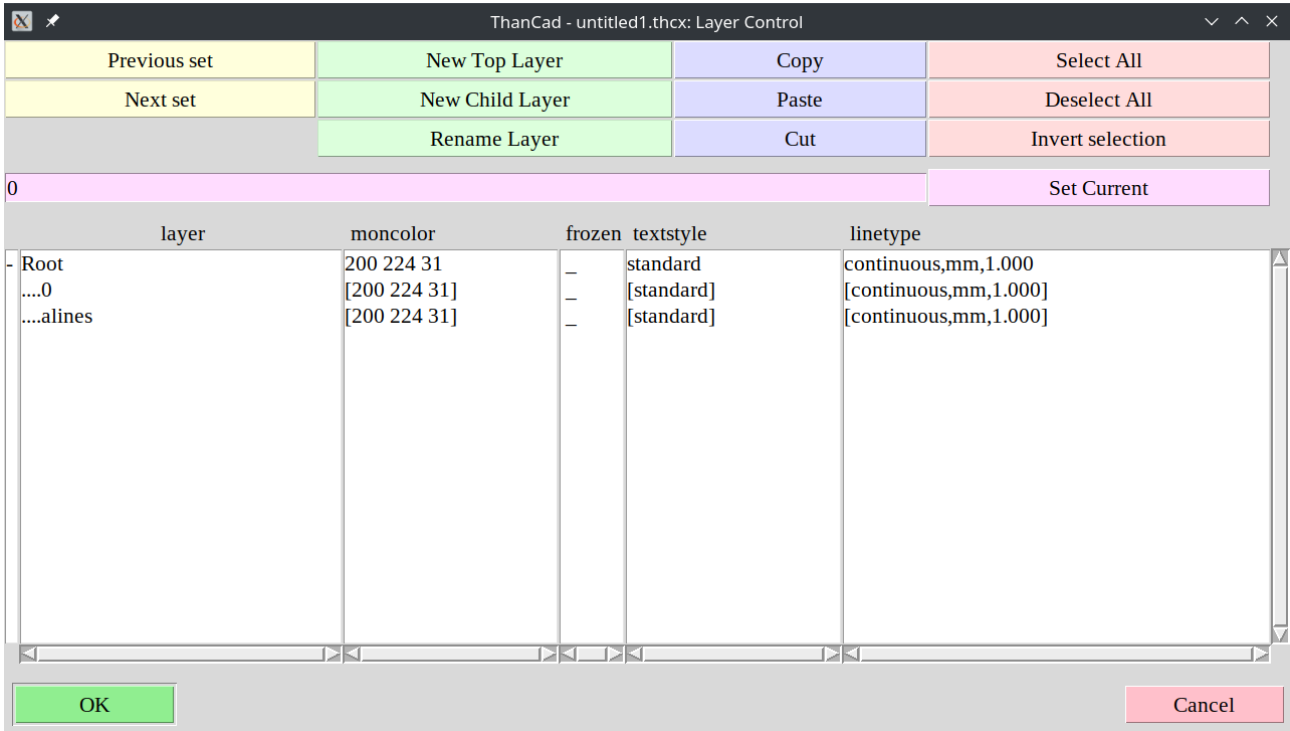 ThanCad - untitled1.thcx: Layer Control
Previous set New Top Layer Copy Select All
Next set New Child Layer Paste Deselect All
Rename Layer Cut Invert selection
0 Set Current
layer moncolor frozen textstyle linetype
- Root 200 224 31 _ standard continuous,mm,1.000
....0 [200 224 31] _ [standard] [continuous,mm,1.000]
....alines [200 224 31] _ [standard] [continuous,mm,1.000]
OK Cancel